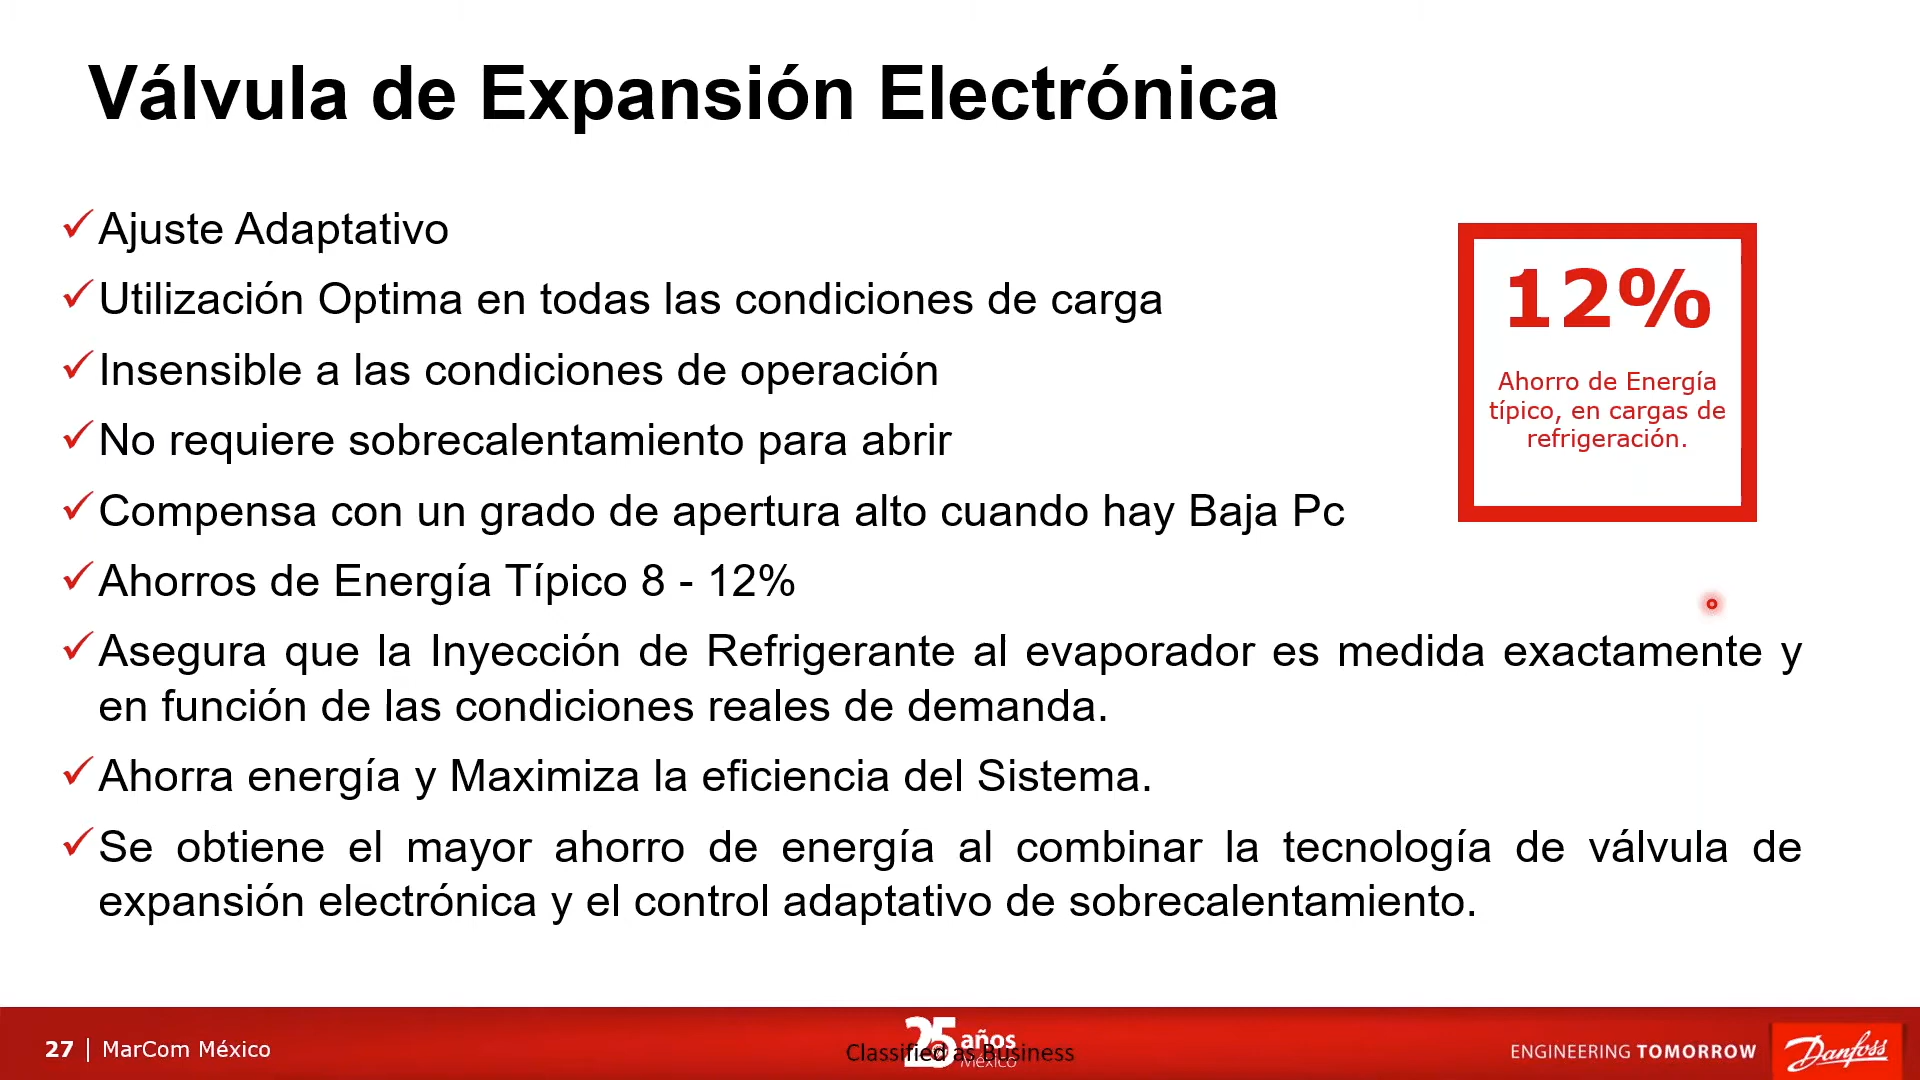 Válvula de Expansión Electrónica
Ajuste Adaptativo
Utilización Optima en todas las condiciones de carga
Insensible a las condiciones de operación
No requiere sobrecalentamiento para abrir
Compensa con un grado de apertura alto cuando hay Baja Pc
Ahorros de Energía Típico 8 - 12%
Asegura que la Inyección de Refrigerante al evaporador es medida exactamente y
en función de las condiciones reales de demanda.
Ahorra energía y Maximiza la eficiencia del Sistema.
Se obtiene el mayor ahorro de energía al combinar la tecnología de válvula de
expansión electrónica y el control adaptativo de sobrecalentamiento.
12%
Ahorro de Energía
típico, en cargas de
refrigeración.
27 | MarCom México
25 años
México
Classified as Business
ENGINEERING TOMORROW
Danfoss